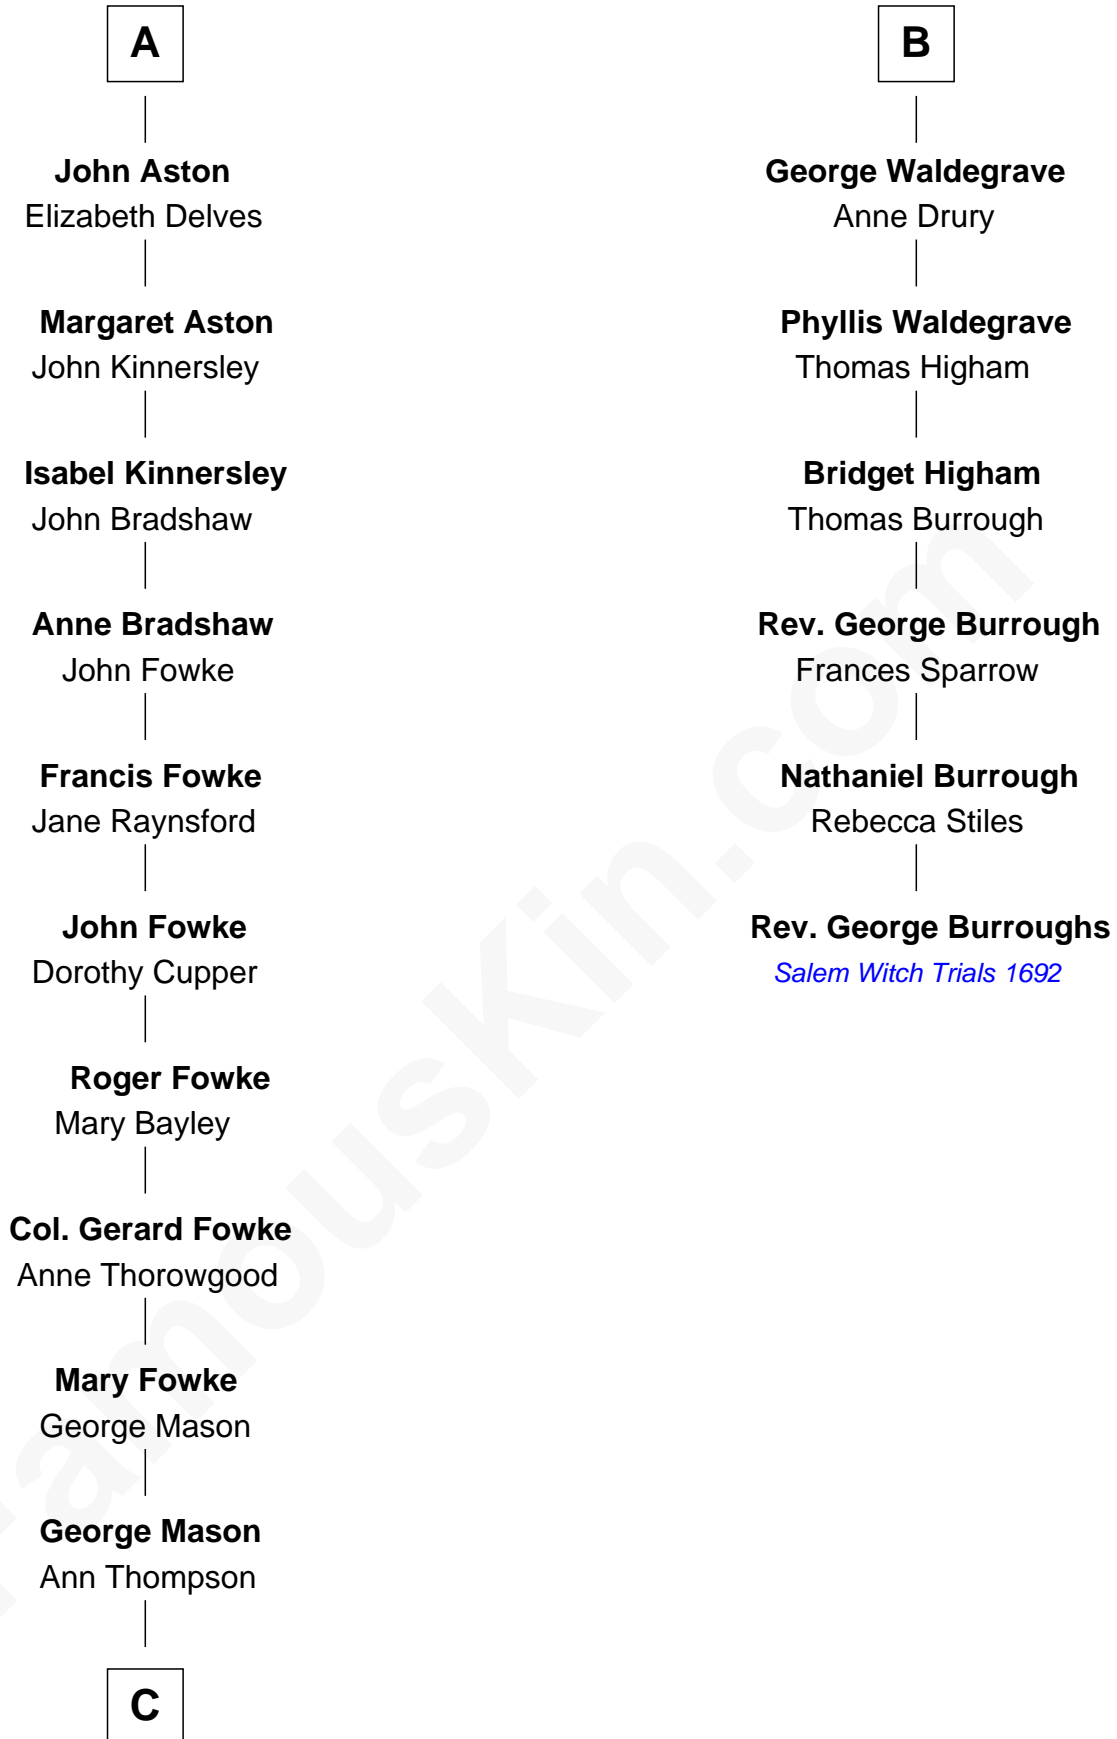 A
John Aston
Elizabeth Delves
Margaret Aston
John Kinnersley
Isabel Kinnersley
John Bradshaw
Anne Bradshaw
John Fowke
Francis Fowke
Jane Raynsford
John Fowke
Dorothy Cupper
Roger Fowke
Mary Bayley
Col. Gerard Fowke
Anne Thorowgood
Mary Fowke
George Mason
George Mason
Ann Thompson
C
B
George Waldegrave
Anne Drury
Phyllis Waldegrave
Thomas Higham
Bridget Higham
Thomas Burrough
Rev. George Burrough
Frances Sparrow
Nathaniel Burrough
Rebecca Stiles
Rev. George Burroughs
Salem Witch Trials 1692
FamousKin.com